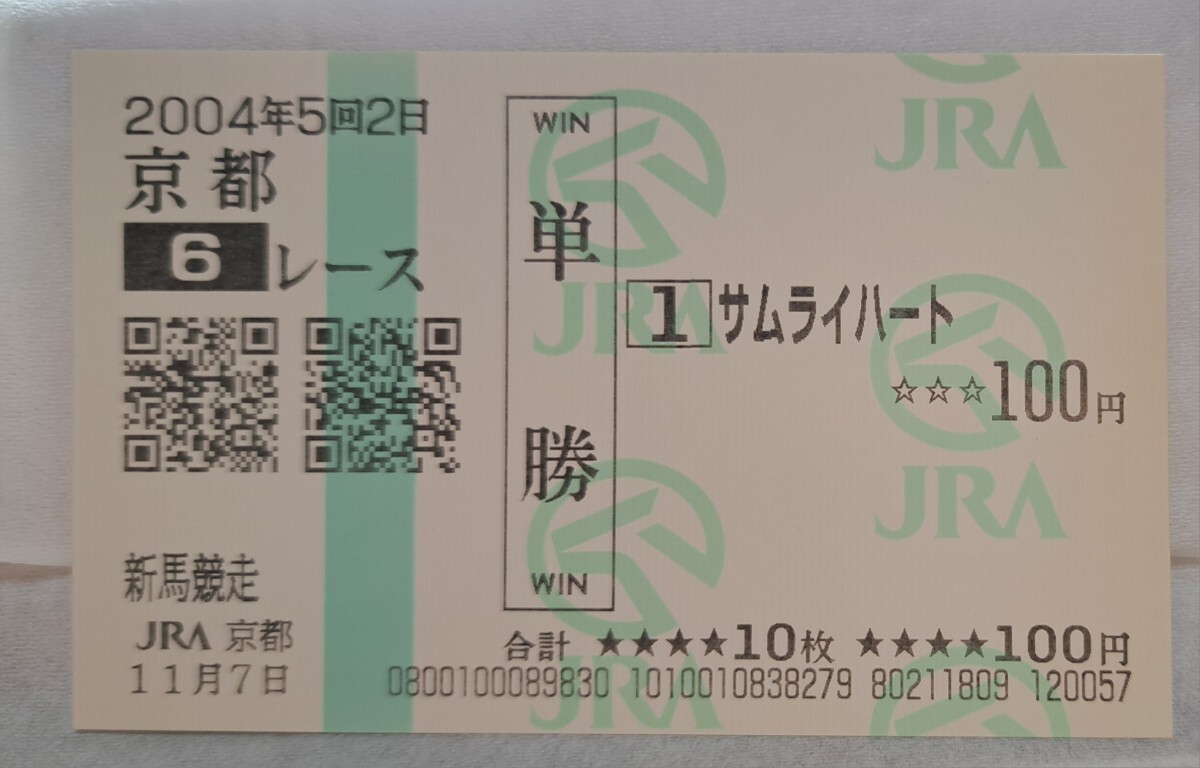 2004年5回2日
京都
6レース
新馬競走
JRA 京都
11月7日
WIN
単勝
WIN
1 サムライハート
☆☆☆100円
合計 ★★★★10枚 ★★★★100円
0800100089830 1010010838279 80211809 120057
JRA
JRA
JRA
JRA